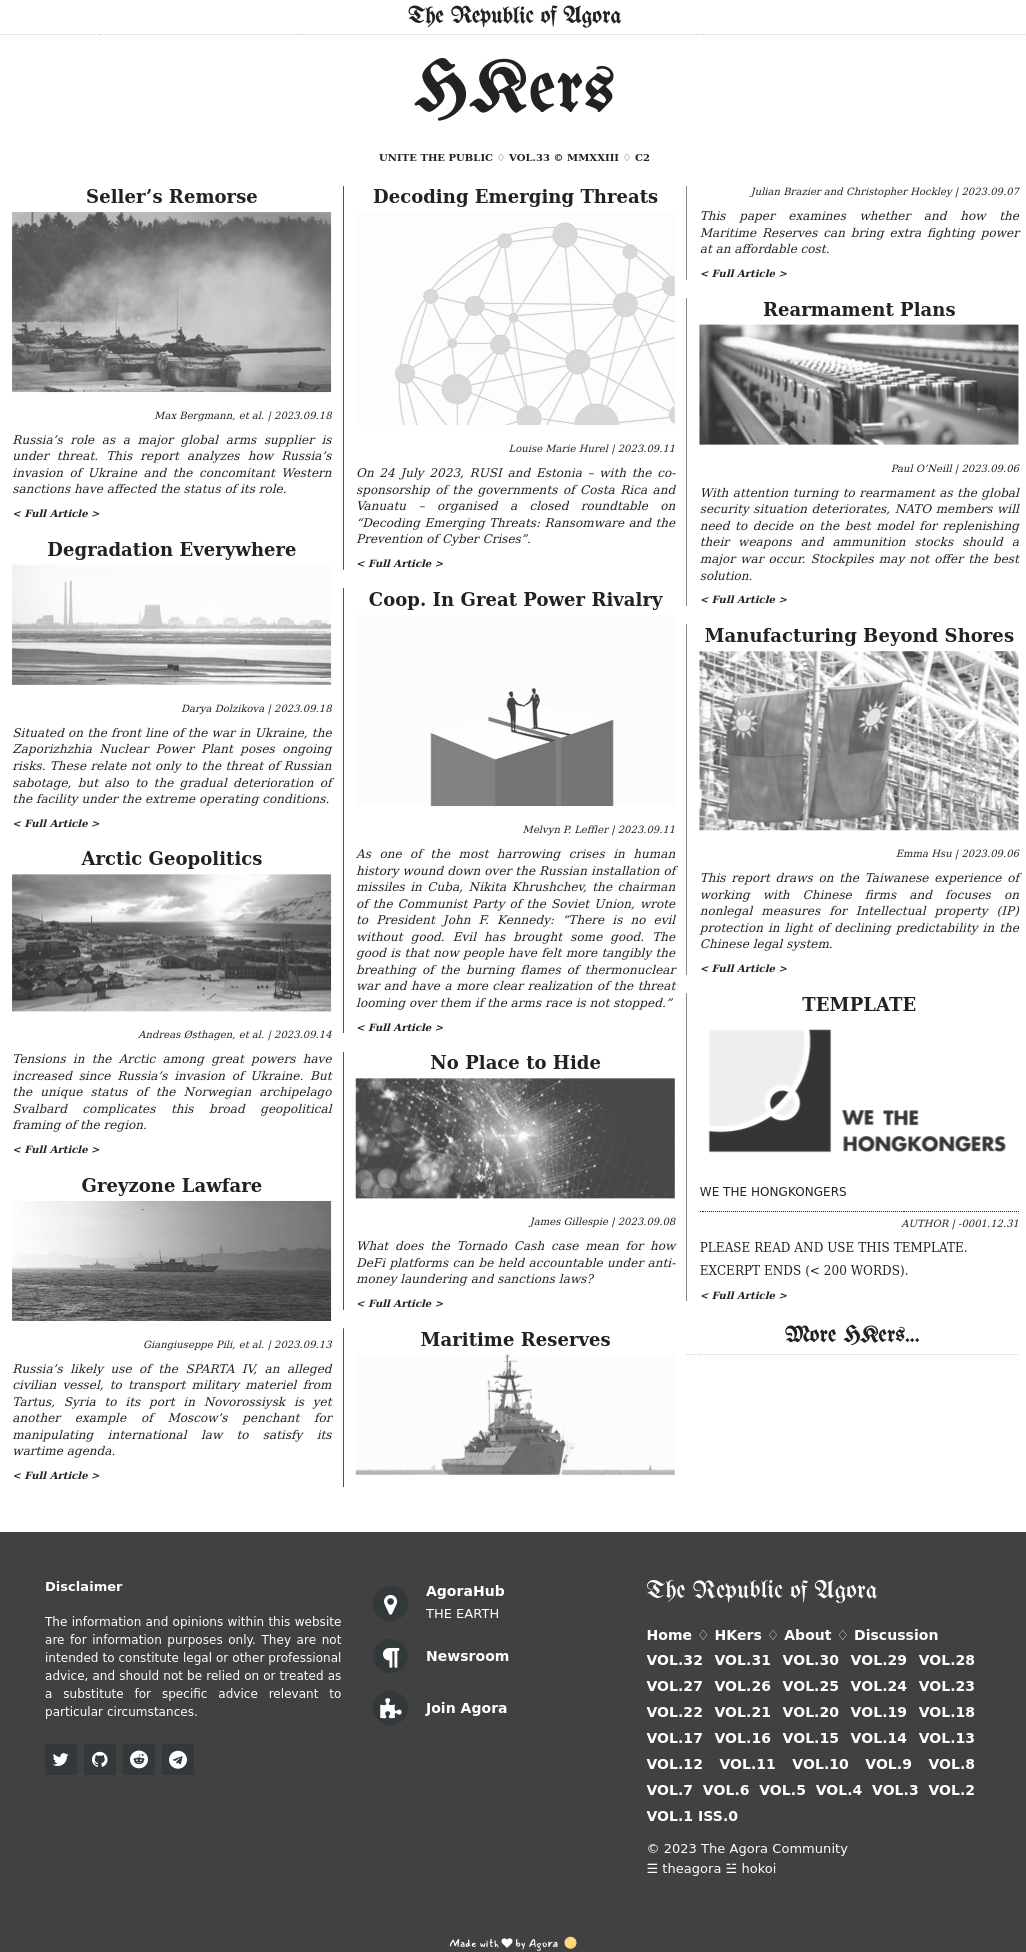 The Republic of Agora
HKers
UNITE THE PUBLIC ♢ VOL.33 © MMXXIII ♢ C2
Seller’s Remorse
Max Bergmann, et al. | 2023.09.18
Russia’s role as a major global arms supplier is
under threat. This report analyzes how Russia’s
invasion of Ukraine and the concomitant Western
sanctions have affected the status of its role.
< Full Article >
Degradation Everywhere
Darya Dolzikova | 2023.09.18
Situated on the front line of the war in Ukraine, the
Zaporizhzhia Nuclear Power Plant poses ongoing
risks. These relate not only to the threat of Russian
sabotage, but also to the gradual deterioration of
the facility under the extreme operating conditions.
< Full Article >
Arctic Geopolitics
Andreas Østhagen, et al. | 2023.09.14
Tensions in the Arctic among great powers have
increased since Russia’s invasion of Ukraine. But
the unique status of the Norwegian archipelago
Svalbard complicates this broad geopolitical
framing of the region.
< Full Article >
Greyzone Lawfare
Giangiuseppe Pili, et al. | 2023.09.13
Russia’s likely use of the SPARTA IV, an alleged
civilian vessel, to transport military materiel from
Tartus, Syria to its port in Novorossiysk is yet
another example of Moscow’s penchant for
manipulating international law to satisfy its
wartime agenda.
< Full Article >
Decoding Emerging Threats
Louise Marie Hurel | 2023.09.11
On 24 July 2023, RUSI and Estonia – with the co-
sponsorship of the governments of Costa Rica and
Vanuatu – organised a closed roundtable on
“Decoding Emerging Threats: Ransomware and the
Prevention of Cyber Crises”.
< Full Article >
Coop. In Great Power Rivalry
Melvyn P. Leffler | 2023.09.11
As one of the most harrowing crises in human
history wound down over the Russian installation of
missiles in Cuba, Nikita Khrushchev, the chairman
of the Communist Party of the Soviet Union, wrote
to President John F. Kennedy: “There is no evil
without good. Evil has brought some good. The
good is that now people have felt more tangibly the
breathing of the burning flames of thermonuclear
war and have a more clear realization of the threat
looming over them if the arms race is not stopped.”
< Full Article >
No Place to Hide
James Gillespie | 2023.09.08
What does the Tornado Cash case mean for how
DeFi platforms can be held accountable under anti-
money laundering and sanctions laws?
< Full Article >
Maritime Reserves
Julian Brazier and Christopher Hockley | 2023.09.07
This paper examines whether and how the
Maritime Reserves can bring extra fighting power
at an affordable cost.
< Full Article >
Rearmament Plans
Paul O’Neill | 2023.09.06
With attention turning to rearmament as the global
security situation deteriorates, NATO members will
need to decide on the best model for replenishing
their weapons and ammunition stocks should a
major war occur. Stockpiles may not offer the best
solution.
< Full Article >
Manufacturing Beyond Shores
Emma Hsu | 2023.09.06
This report draws on the Taiwanese experience of
working with Chinese firms and focuses on
nonlegal measures for Intellectual property (IP)
protection in light of declining predictability in the
Chinese legal system.
< Full Article >
TEMPLATE
WE THE
HONGKONGERS
WE THE HONGKONGERS
AUTHOR | -0001.12.31
PLEASE READ AND USE THIS TEMPLATE.
EXCERPT ENDS (< 200 WORDS).
< Full Article >
More HKers...
Disclaimer
The information and opinions within this website
are for information purposes only. They are not
intended to constitute legal or other professional
advice, and should not be relied on or treated as
a substitute for specific advice relevant to
particular circumstances.
AgoraHub
THE EARTH
Newsroom
Join Agora
The Republic of Agora
Home ♢ HKers ♢ About ♢ Discussion
VOL.32 VOL.31 VOL.30 VOL.29 VOL.28
VOL.27 VOL.26 VOL.25 VOL.24 VOL.23
VOL.22 VOL.21 VOL.20 VOL.19 VOL.18
VOL.17 VOL.16 VOL.15 VOL.14 VOL.13
VOL.12 VOL.11 VOL.10 VOL.9 VOL.8
VOL.7 VOL.6 VOL.5 VOL.4 VOL.3 VOL.2
VOL.1 ISS.0
© 2023 The Agora Community
☰ theagora ☱ hokoi
Made with ❤ by Agora